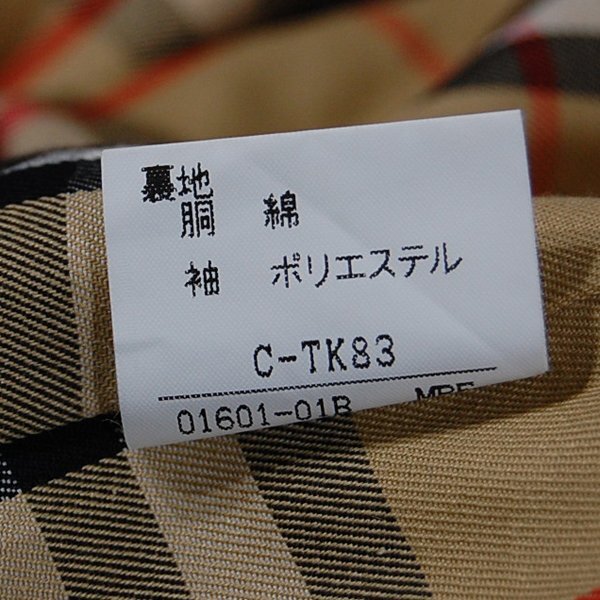 裏地
胴 綿
袖 ポリエステル
C-TK83
01601-01B